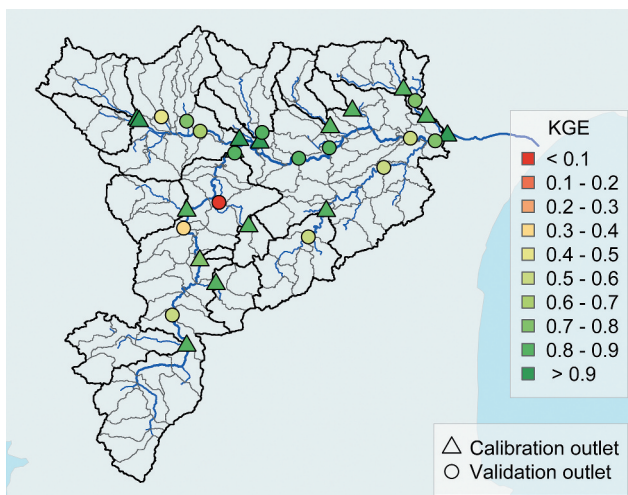 KGE
< 0.1
0.1 - 0.2
0.2 - 0.3
0.3 - 0.4
0.4 - 0.5
0.5 - 0.6
0.6 - 0.7
0.7 - 0.8
0.8 - 0.9
> 0.9
Calibration outlet
Validation outlet